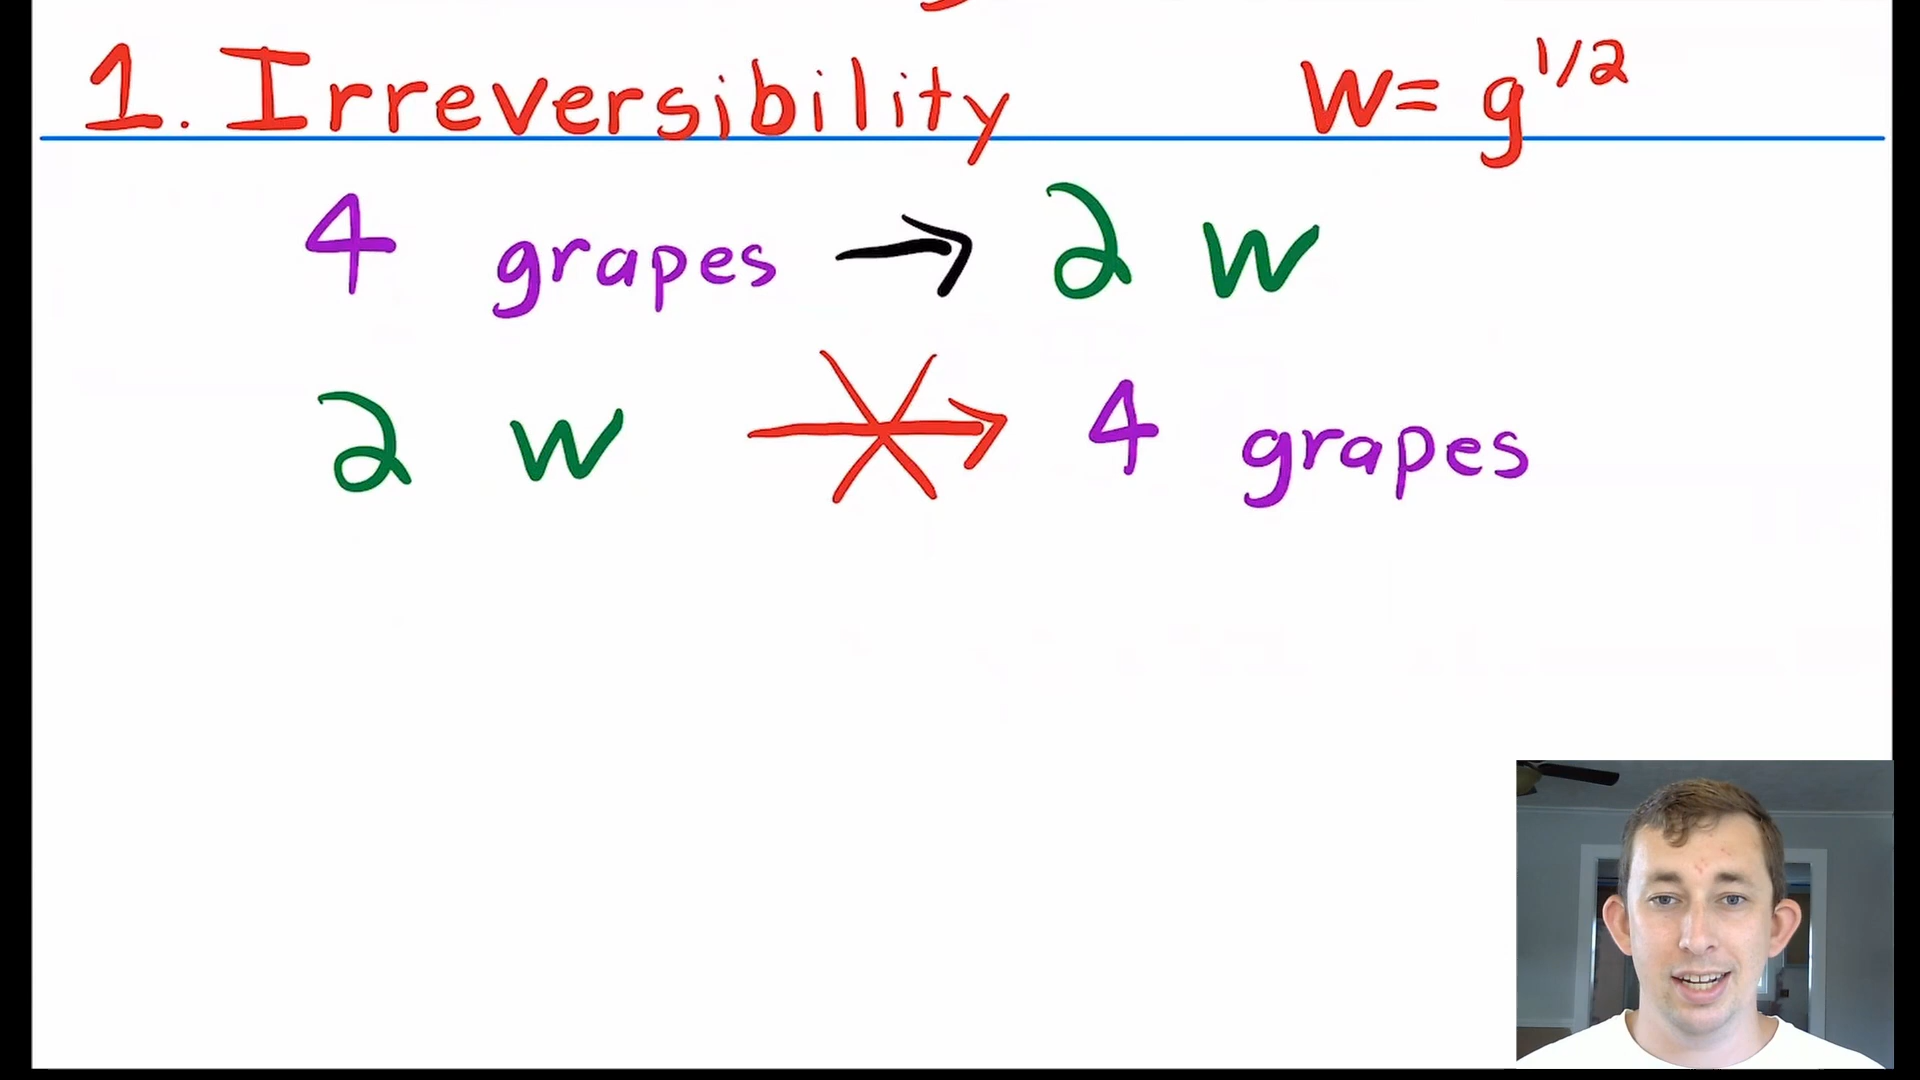 1. Irreversibility W = g^1/2
4 grapes → 2 w
2 w → 4 grapes